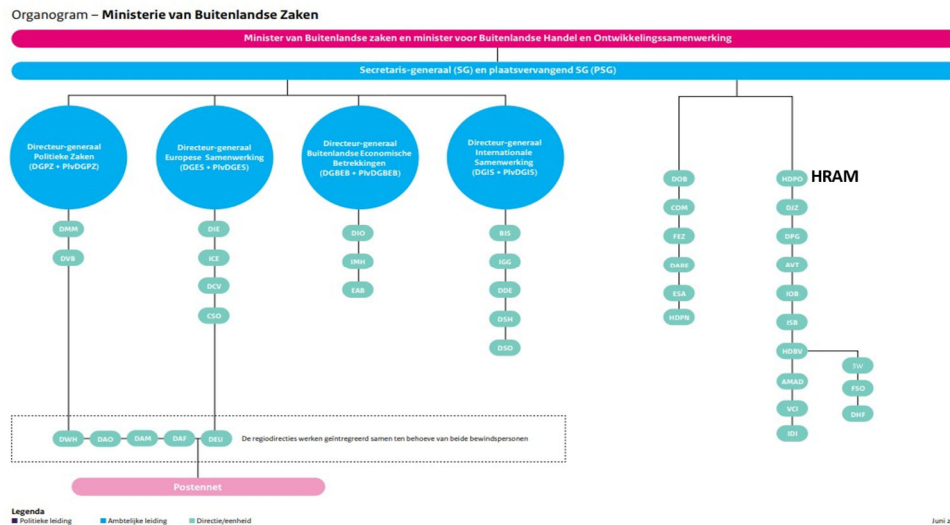 Organogram – Ministerie van Buitenlandse Zaken
Minister van Buitenlandse zaken en minister voor Buitenlandse Handel en Ontwikkelingssamenwerking
Secretaris-generaal (SG) en plaatsvervangend SG (PSG)
Directeur-generaal
Politieke Zaken
(DGPZ + PlvDGPZ)
Directeur-generaal
Europese Samenwerking
(DGES + PlvDGES)
Directeur-generaal
Buitenlandse Economische
Betrekkingen
(DGBEB + PlvDGBEB)
Directeur-generaal
Internationale
Samenwerking
(DGIS + PlvDGIS)
DMM
DVB
DIE
ICE
DCV
CSO
DIO
IMH
EAB
BIS
IGG
DDE
DSH
DSO
DOB
COM
FEZ
ESA
HDPN
HDPO HRAM
DJZ
DPG
AVT
IOB
ISB
HDBV
AMAD
VCI
IDI
3W
FSO
DHF
DWH DAO DAM DAF DEU De regiodirecties werken geïntregreerd samen ten behoeve van beide bewindspersonen
Postennet
Legenda
Politieke leiding Ambtelijke leiding Directie/eenheid
Juni